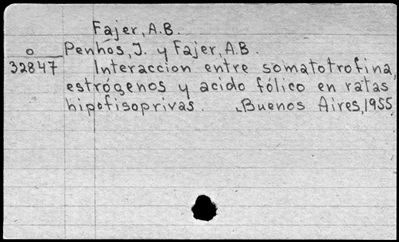 Fajer, A.B.
o Penhos, J. y Fajer, A.B.
32847 Interaccion entre somatotrofina,
estrógenos y acido fólico en ratas
hipofisoprivas. Buenos Aires, 1955